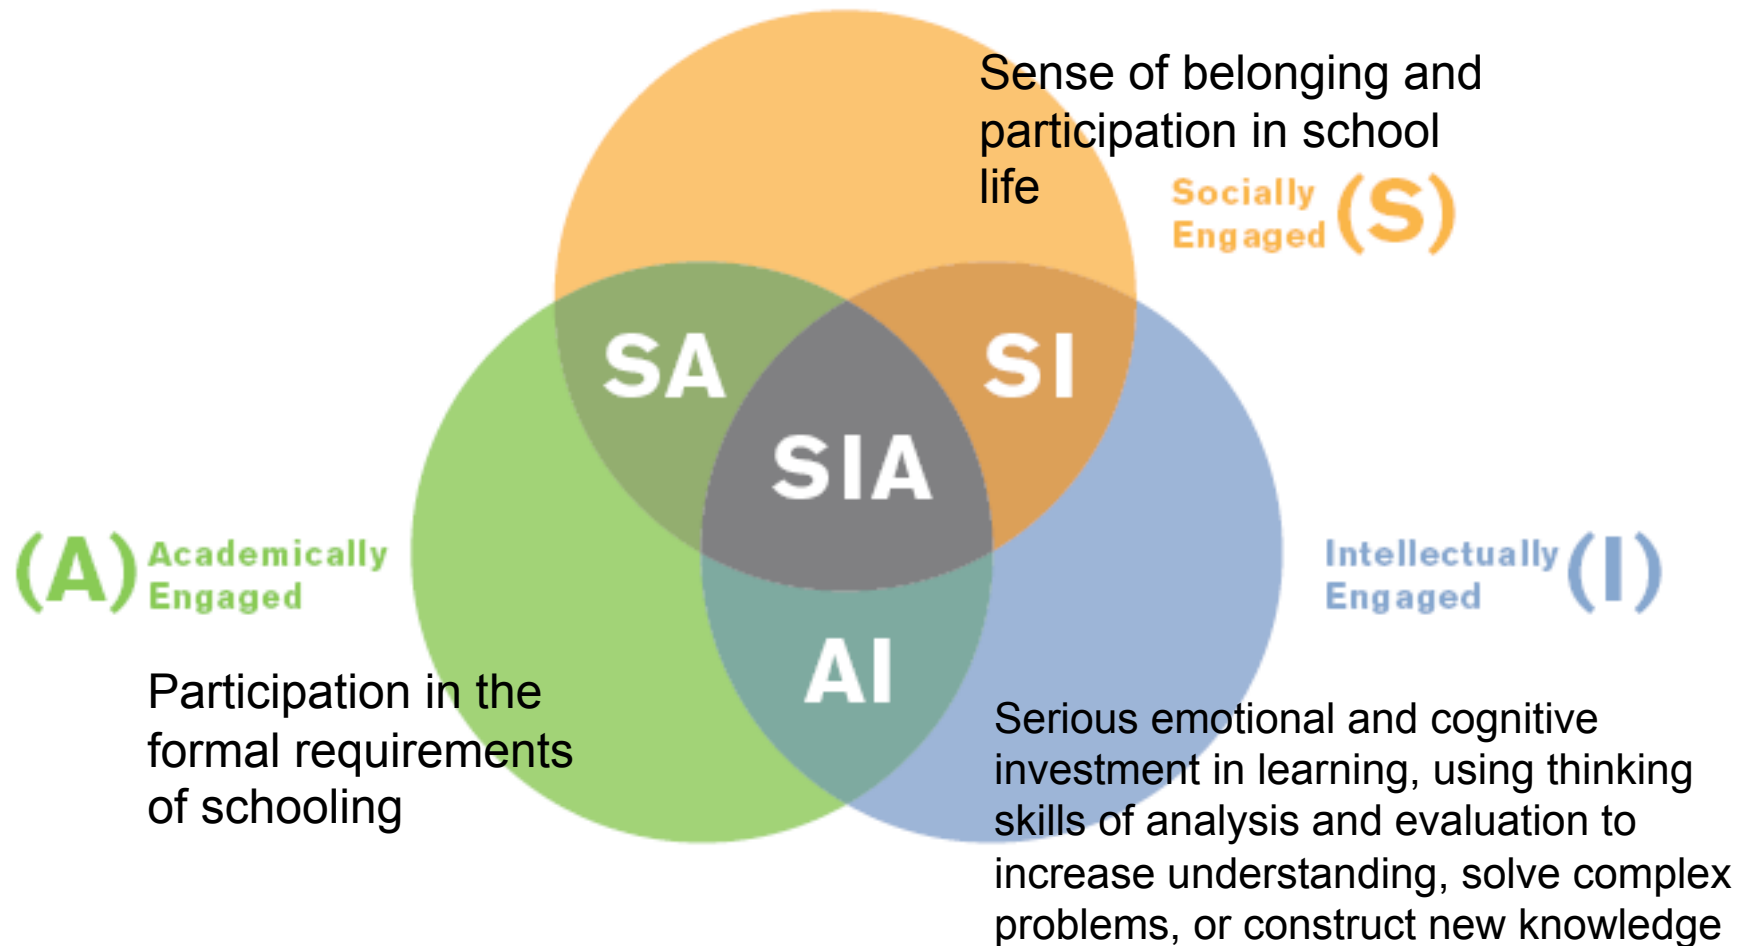 Sense of belonging and
participation in school
life
Socially
Engaged (S)
SA
SI
SIA
(A) Academically
Engaged
Intellectually (I)
Engaged
AI
Participation in the
formal requirements
of schooling
Serious emotional and cognitive
investment in learning, using thinking
skills of analysis and evaluation to
increase understanding, solve complex
problems, or construct new knowledge